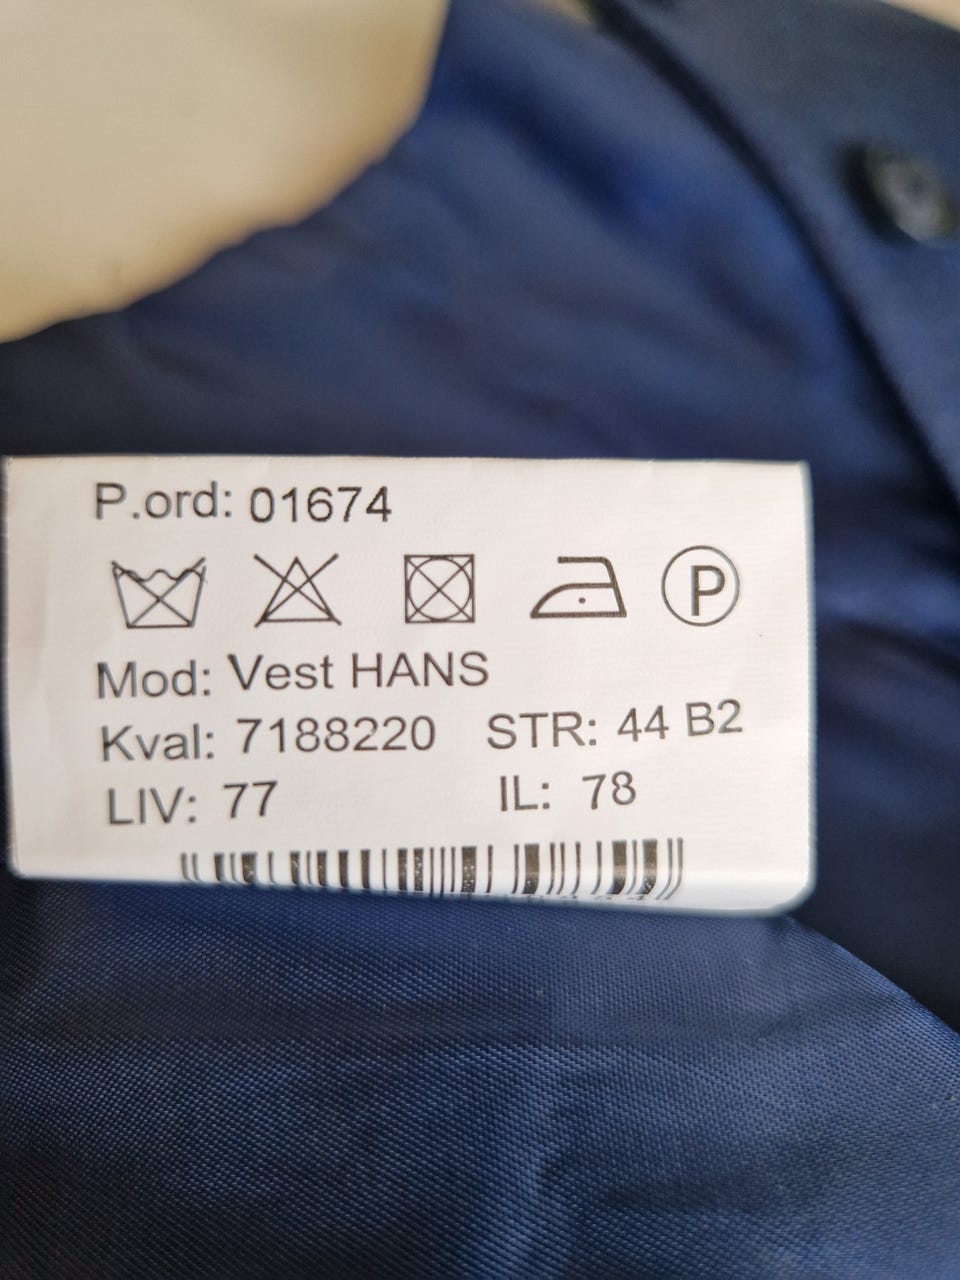 P.ord: 01674
P
Mod: Vest HANS
Kval: 7188220 STR: 44 B2
LIV: 77 IL: 78